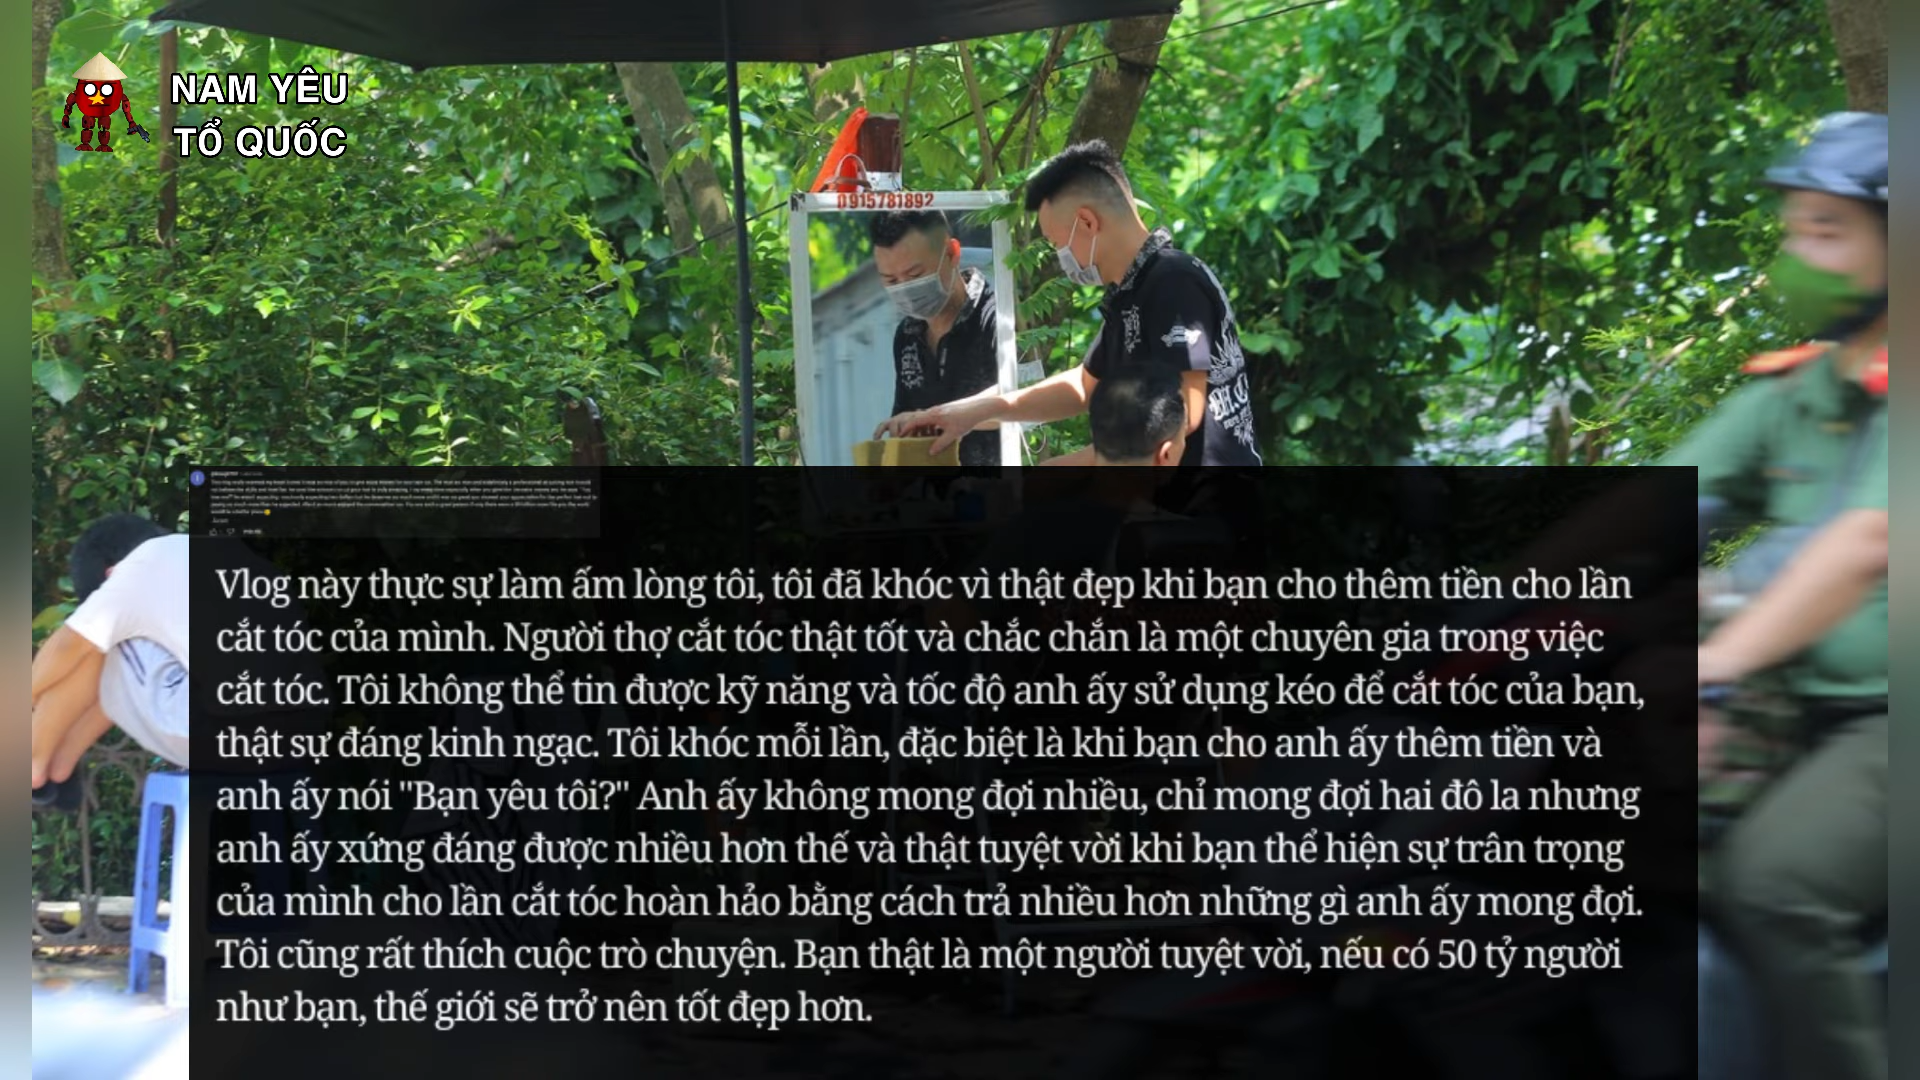 NAM YÊU
TỔ QUỐC
0915781892
Vlog này thực sự làm ấm lòng tôi, tôi đã khóc vì thật đẹp khi bạn cho thêm tiền cho lần
cắt tóc của mình. Người thợ cắt tóc thật tốt và chắc chắn là một chuyên gia trong việc
cắt tóc. Tôi không thể tin được kỹ năng và tốc độ anh ấy sử dụng kéo để cắt tóc của bạn,
thật sự đáng kinh ngạc. Tôi khóc mỗi lần, đặc biệt là khi bạn cho anh ấy thêm tiền và
anh ấy nói "Bạn yêu tôi?" Anh ấy không mong đợi nhiều, chỉ mong đợi hai đô la nhưng
anh ấy xứng đáng được nhiều hơn thế và thật tuyệt vời khi bạn thể hiện sự trân trọng
của mình cho lần cắt tóc hoàn hảo bằng cách trả nhiều hơn những gì anh ấy mong đợi.
Tôi cũng rất thích cuộc trò chuyện. Bạn thật là một người tuyệt vời, nếu có 50 tỷ người
như bạn, thế giới sẽ trở nên tốt đẹp hơn.